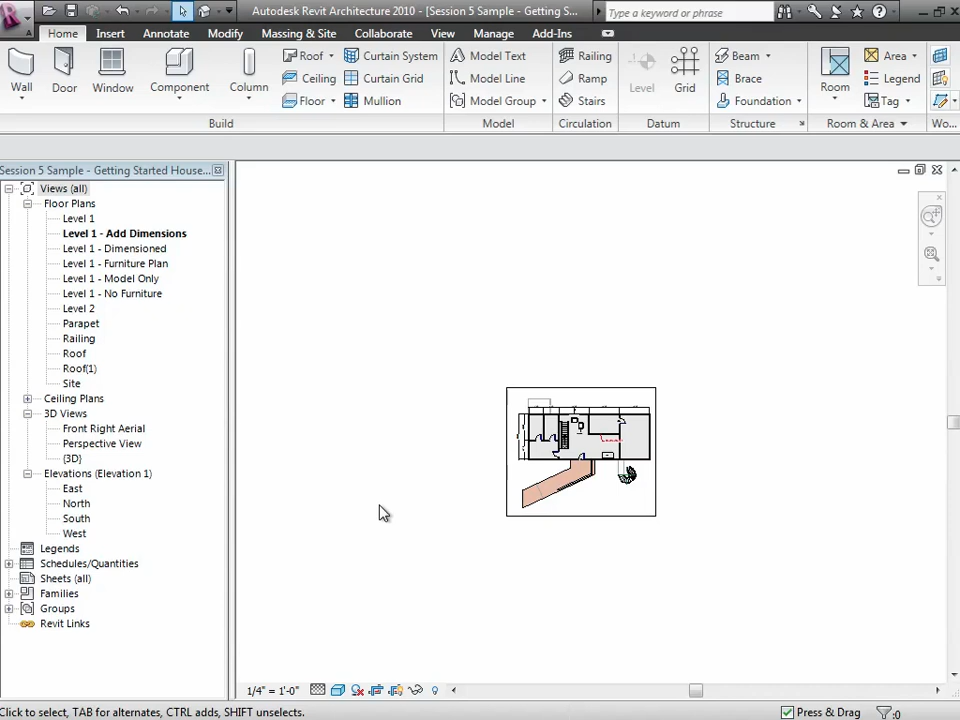 Autodesk Revit Architecture 2010 - [Session 5 Sample - Getting S...
Type a keyword or phrase
Home Insert Annotate Modify Massing & Site Collaborate View Manage Add-Ins
Wall Door Window Component Column
Roof Curtain System
Ceiling Curtain Grid
Floor Mullion
Model Text
Model Line
Model Group
Railing
Ramp
Stairs
Level Grid
Beam
Brace
Foundation
Room
Area
Legend
Tag
Build Model Circulation Datum Structure Room & Area Wo...
Session 5 Sample - Getting Started House...
Views (all)
Floor Plans
Level 1
Level 1 - Add Dimensions
Level 1 - Dimensioned
Level 1 - Furniture Plan
Level 1 - Model Only
Level 1 - No Furniture
Level 2
Parapet
Railing
Roof
Roof(1)
Site
Ceiling Plans
3D Views
Front Right Aerial
Perspective View
{3D}
Elevations (Elevation 1)
East
North
South
West
Legends
Schedules/Quantities
Sheets (all)
Families
Groups
Revit Links
1/4" = 1'-0"
Click to select, TAB for alternates, CTRL adds, SHIFT unselects.
Press & Drag
:0